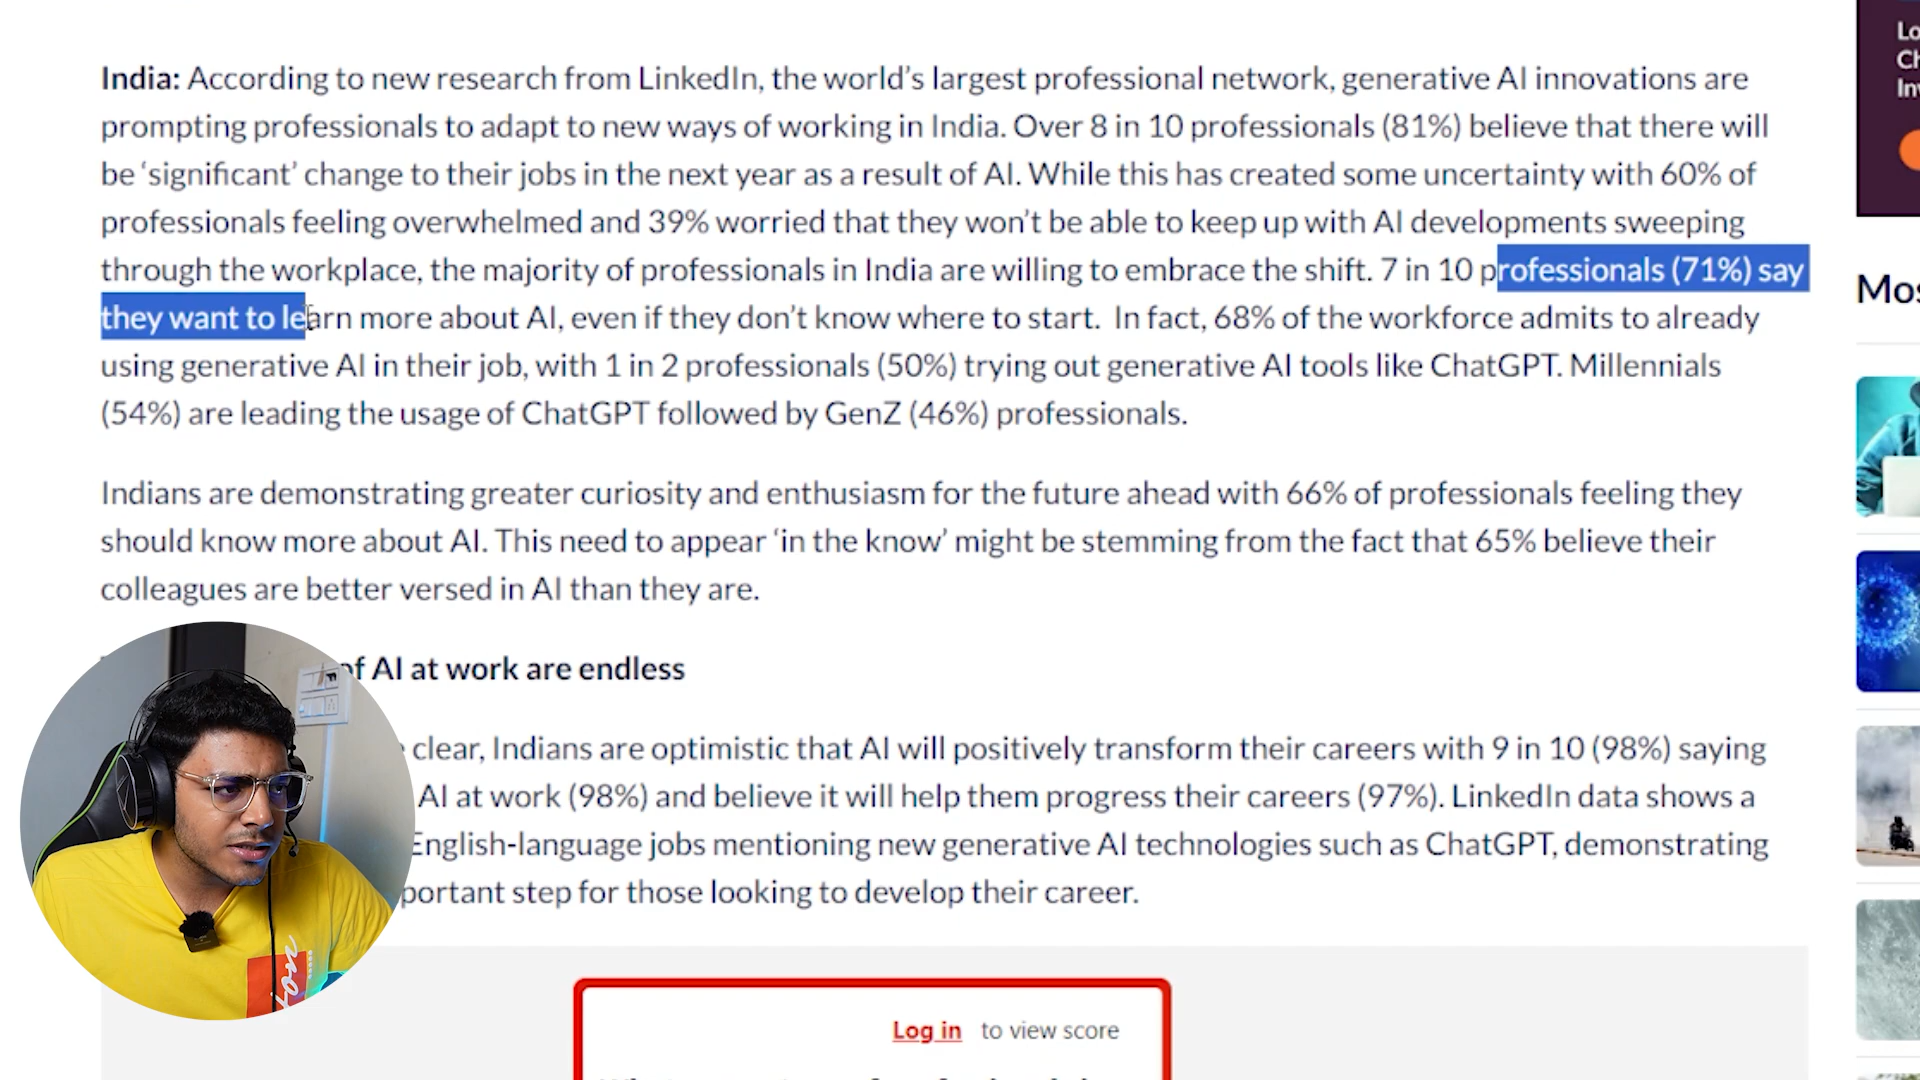 India: According to new research from LinkedIn, the world’s largest professional network, generative AI innovations are
prompting professionals to adapt to new ways of working in India. Over 8 in 10 professionals (81%) believe that there will
be ‘significant’ change to their jobs in the next year as a result of AI. While this has created some uncertainty with 60% of
professionals feeling overwhelmed and 39% worried that they won’t be able to keep up with AI developments sweeping
through the workplace, the majority of professionals in India are willing to embrace the shift. 7 in 10 professionals (71%) say
they want to learn more about AI, even if they don’t know where to start. In fact, 68% of the workforce admits to already
using generative AI in their job, with 1 in 2 professionals (50%) trying out generative AI tools like ChatGPT. Millennials
(54%) are leading the usage of ChatGPT followed by GenZ (46%) professionals.
Indians are demonstrating greater curiosity and enthusiasm for the future ahead with 66% of professionals feeling they
should know more about AI. This need to appear ‘in the know’ might be stemming from the fact that 65% believe their
colleagues are better versed in AI than they are.
of AI at work are endless
clear, Indians are optimistic that AI will positively transform their careers with 9 in 10 (98%) saying
AI at work (98%) and believe it will help them progress their careers (97%). LinkedIn data shows a
English-language jobs mentioning new generative AI technologies such as ChatGPT, demonstrating
portant step for those looking to develop their career.
Log in to view score
Lo
Ch
Inv
Mos